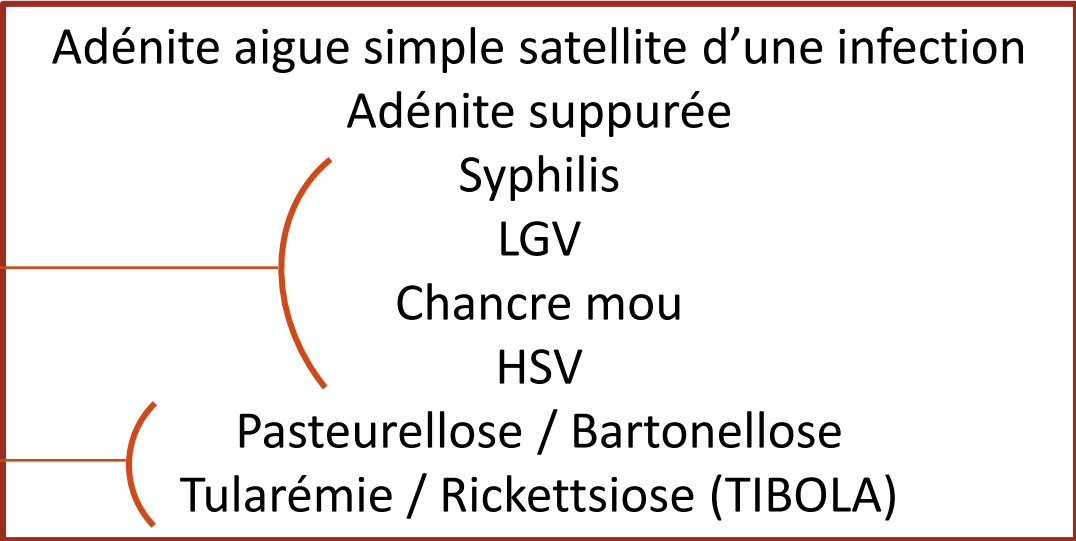 Adénite aigue simple satellite d’une infection
Adénite suppurée
Syphilis
LGV
Chancre mou
HSV
Pasteurellose / Bartonellose
Tularémie / Rickettsiose (TIBOLA)